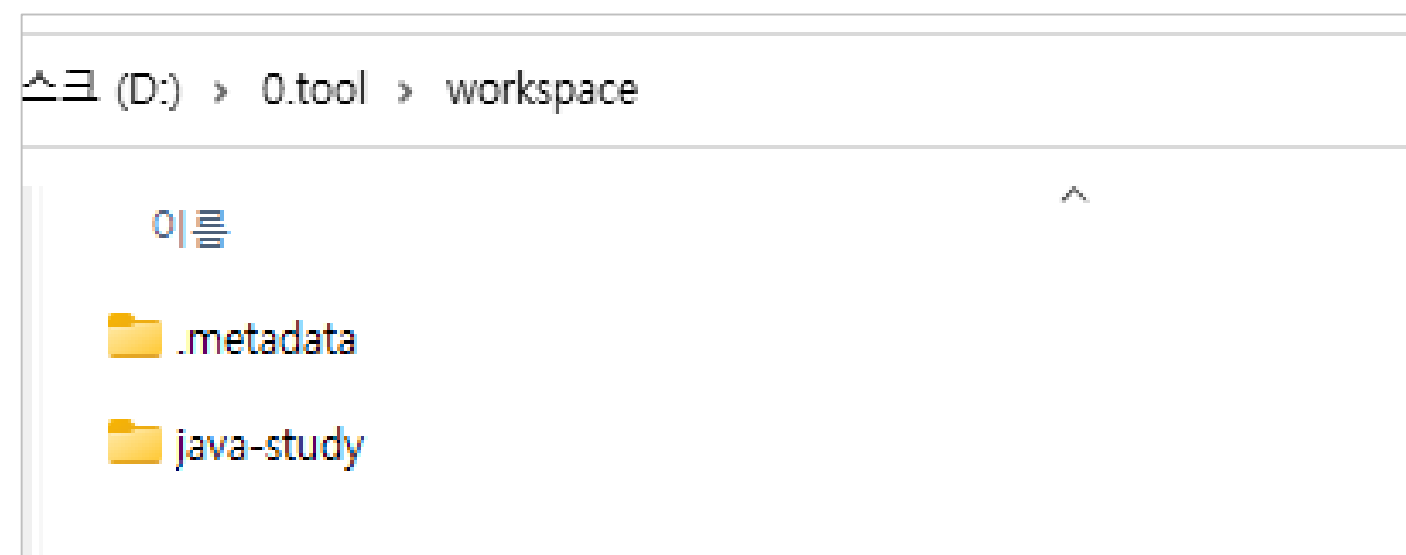 스크 (D:) > 0.tool > workspace
이름
.metadata
java-study